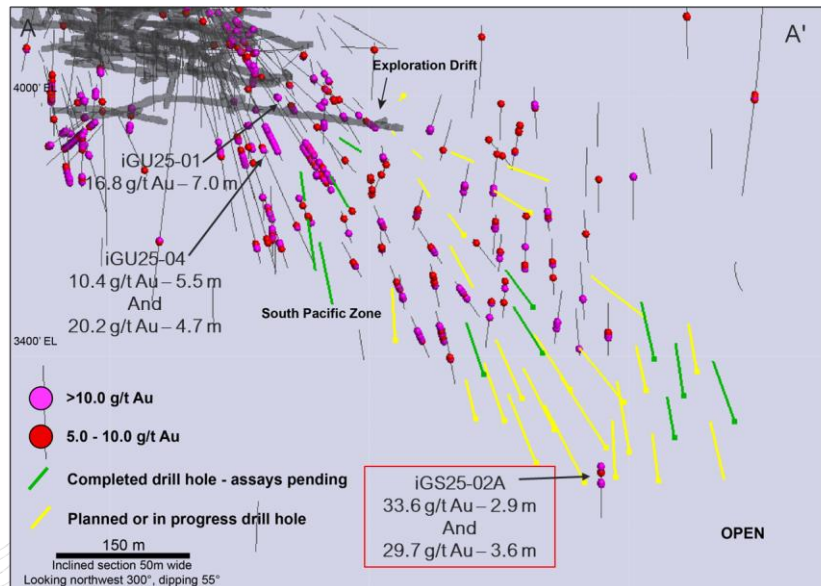 A
A'
Exploration Drift
4000' EL
iGU25-01
16.8 g/t Au – 7.0 m
iGU25-04
10.4 g/t Au – 5.5 m
And
20.2 g/t Au – 4.7 m
South Pacific Zone
3400' EL
>10.0 g/t Au
5.0 - 10.0 g/t Au
Completed drill hole - assays pending
Planned or in progress drill hole
iGS25-02A
33.6 g/t Au – 2.9 m
And
29.7 g/t Au – 3.6 m
OPEN
150 m
Inclined section 50m wide
Looking northwest 300°, dipping 55°